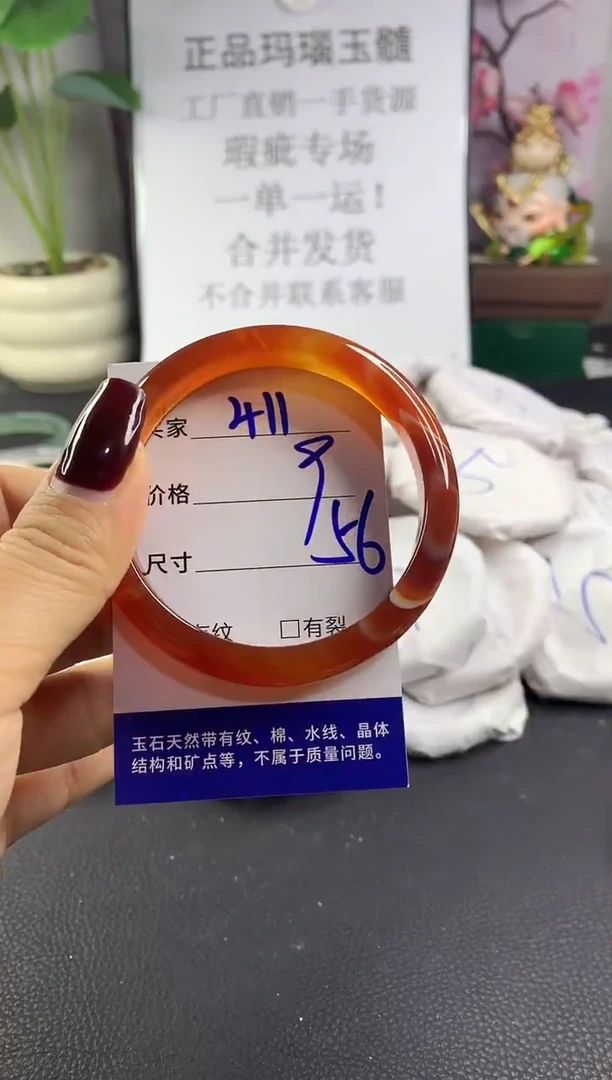 正品玛瑙玉髓
工厂直销一手货源
瑕疵专场
一单一运!
合并发货
不合并联系客服
家 411
价格 9
尺寸 56
纹 □有裂
玉石天然带有纹、棉、水线、晶体
结构和矿点等，不属于质量问题。
5